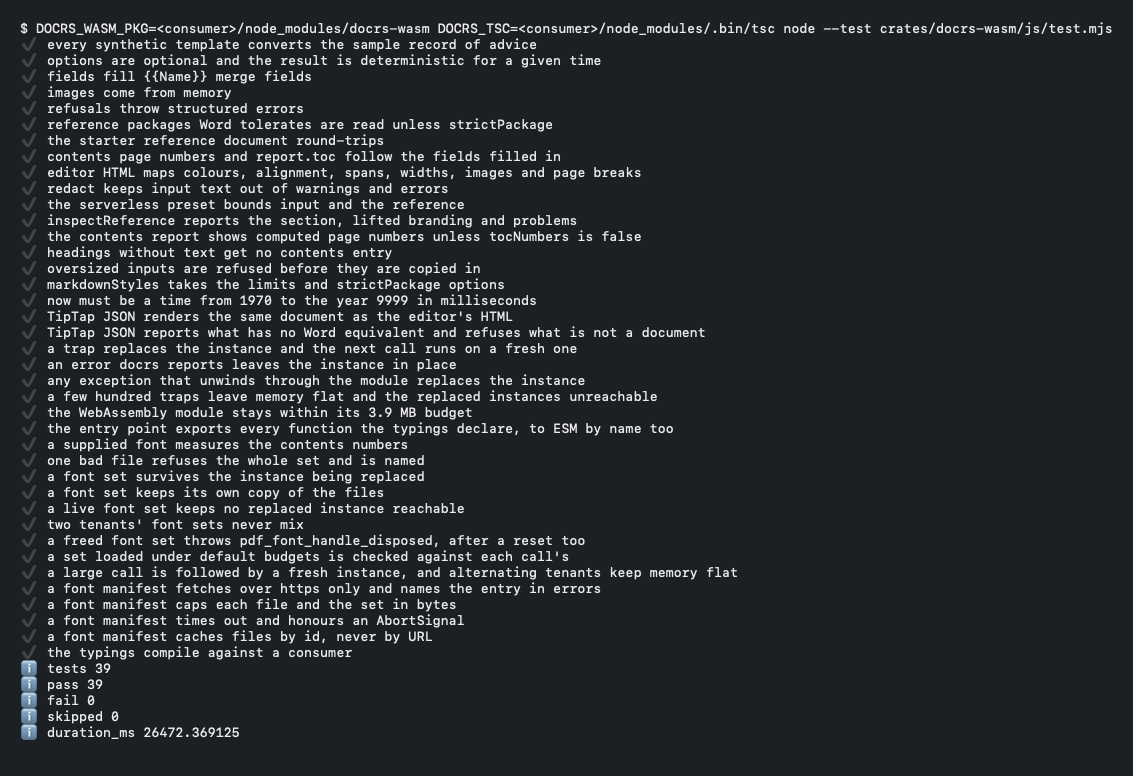 $ DOCRS_WASM_PKG=<consumer>/node_modules/docrs-wasm DOCRS_TSC=<consumer>/node_modules/.bin/tsc node --test crates/docrs-wasm/js/test.mjs
✓ every synthetic template converts the sample record of advice
✓ options are optional and the result is deterministic for a given time
✓ fields fill {{Name}} merge fields
✓ images come from memory
✓ refusals throw structured errors
✓ reference packages Word tolerates are read unless strictPackage
✓ the starter reference document round-trips
✓ contents page numbers and report.toc follow the fields filled in
✓ editor HTML maps colours, alignment, spans, widths, images and page breaks
✓ redact keeps input text out of warnings and errors
✓ the serverless preset bounds input and the reference
✓ inspectReference reports the section, lifted branding and problems
✓ the contents report shows computed page numbers unless tocNumbers is false
✓ headings without text get no contents entry
✓ oversized inputs are refused before they are copied in
✓ markdownStyles takes the limits and strictPackage options
✓ now must be a time from 1970 to the year 9999 in milliseconds
✓ TipTap JSON renders the same document as the editor's HTML
✓ TipTap JSON reports what has no Word equivalent and refuses what is not a document
✓ a trap replaces the instance and the next call runs on a fresh one
✓ an error docrs reports leaves the instance in place
✓ any exception that unwinds through the module replaces the instance
✓ a few hundred traps leave memory flat and the replaced instances unreachable
✓ the WebAssembly module stays within its 3.9 MB budget
✓ the entry point exports every function the typings declare, to ESM by name too
✓ a supplied font measures the contents numbers
✓ one bad file refuses the whole set and is named
✓ a font set survives the instance being replaced
✓ a font set keeps its own copy of the files
✓ a live font set keeps no replaced instance reachable
✓ two tenants' font sets never mix
✓ a freed font set throws pdf_font_handle_disposed, after a reset too
✓ a set loaded under default budgets is checked against each call's
✓ a large call is followed by a fresh instance, and alternating tenants keep memory flat
✓ a font manifest fetches over https only and names the entry in errors
✓ a font manifest caps each file and the set in bytes
✓ a font manifest times out and honours an AbortSignal
✓ a font manifest caches files by id, never by URL
✓ the typings compile against a consumer
ℹ tests 39
ℹ pass 39
ℹ fail 0
ℹ skipped 0
ℹ duration_ms 26472.369125